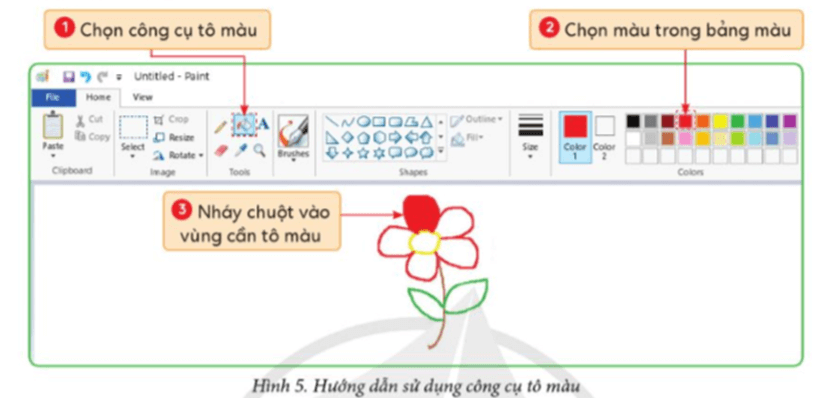 1 Chọn công cụ tô màu
2 Chọn màu trong bảng màu
Untitled - Paint
File Home View
Paste
Cut
Copy
Clipboard
Select
Crop
Resize
Rotate
Image
A
Tools
Brushes
Outline
Fill
Shapes
Size
Color 1
Color 2
Colors
3 Nháy chuột vào
vùng cần tô màu
Hình 5. Hướng dẫn sử dụng công cụ tô màu